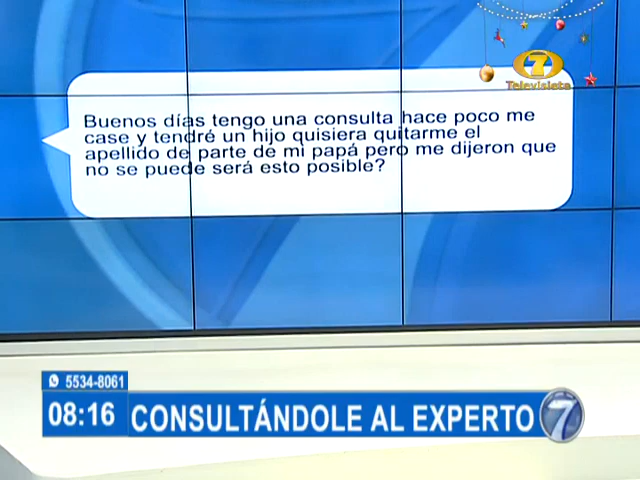 7
Televisiete
Buenos días tengo una consulta hace poco me
case y tendré un hijo quisiera quitarme el
apellido de parte de mi papá pero me dijeron que
no se puede será esto posible?
5534-8061
08:16 CONSULTÁNDOLE AL EXPERTO 7